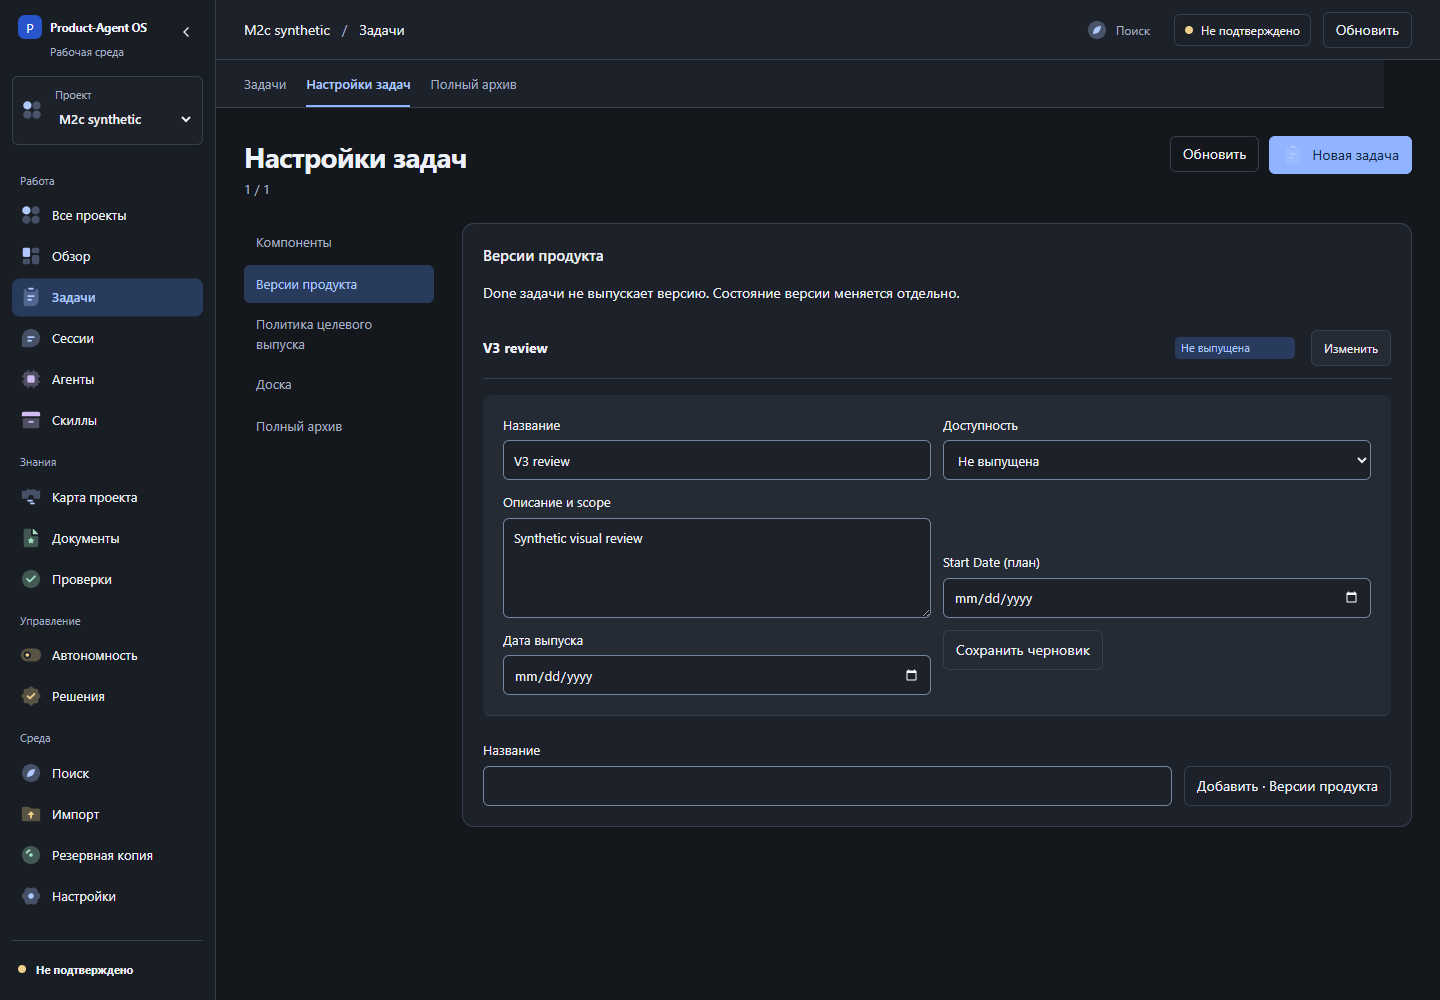 P
Product-Agent OS
Рабочая среда
Проект
M2c synthetic
Работа
Все проекты
Обзор
Задачи
Сессии
Агенты
Скиллы
Знания
Карта проекта
Документы
Проверки
Управление
Автономность
Решения
Среда
Поиск
Импорт
Резервная копия
Настройки
Не подтверждено
M2c synthetic / Задачи
Поиск
Не подтверждено
Обновить
Задачи
Настройки задач
Полный архив
Настройки задач
1 / 1
Обновить
Новая задача
Компоненты
Версии продукта
Политика целевого
выпуска
Доска
Полный архив
Версии продукта
Done задачи не выпускает версию. Состояние версии меняется отдельно.
V3 review
Не выпущена
Изменить
Название
V3 review
Доступность
Не выпущена
Описание и scope
Synthetic visual review
Start Date (план)
mm/dd/yyyy
Дата выпуска
mm/dd/yyyy
Сохранить черновик
Название
Добавить · Версии продукта